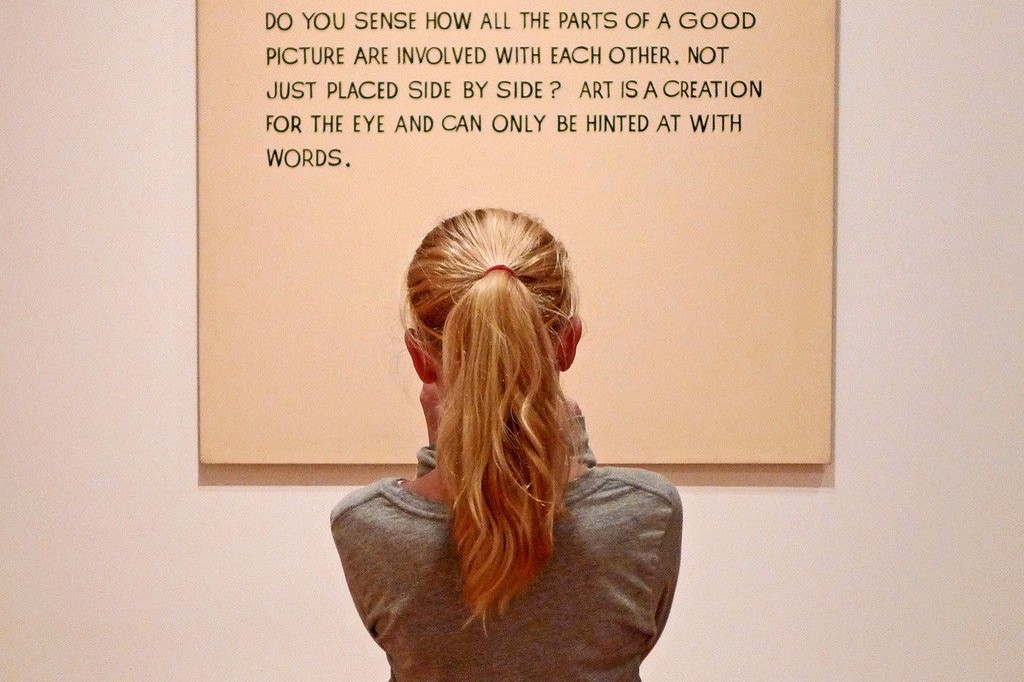 DO YOU SENSE HOW ALL THE PARTS OF A GOOD
PICTURE ARE INVOLVED WITH EACH OTHER, NOT
JUST PLACED SIDE BY SIDE? ART IS A CREATION
FOR THE EYE AND CAN ONLY BE HINTED AT WITH
WORDS.